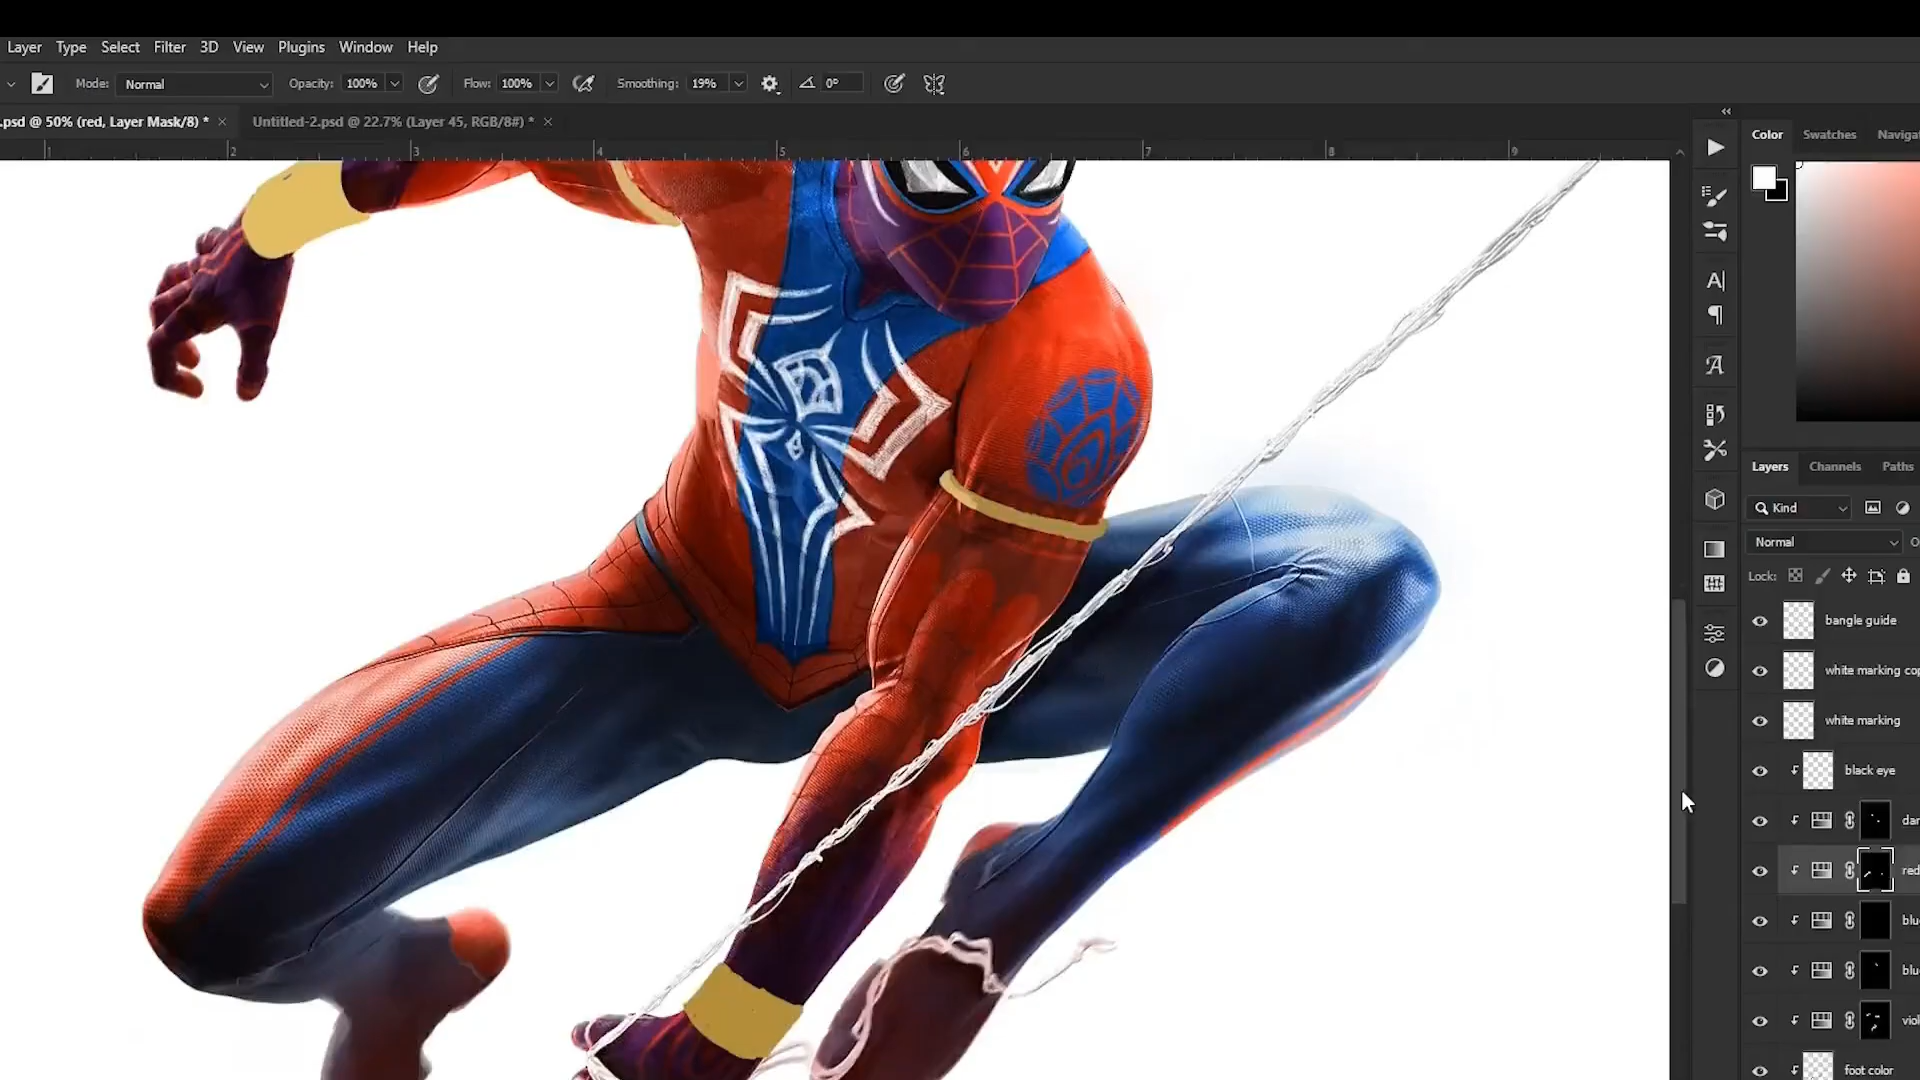 Layer Type Select Filter 3D View Plugins Window Help
Mode: Normal Opacity: 100% Flow: 100% Smoothing: 19% 0°
.psd @ 50% (red, Layer Mask/8) * × Untitled-2.psd @ 22.7% (Layer 45, RGB/8#) * ×
1 2 3 4 5 6 7 8 9
Color Swatches Navigat
Layers Channels Paths
Kind
Normal O
Lock:
bangle guide
white marking cop
white marking
black eye
dar
red
blu
blu
viol
foot color